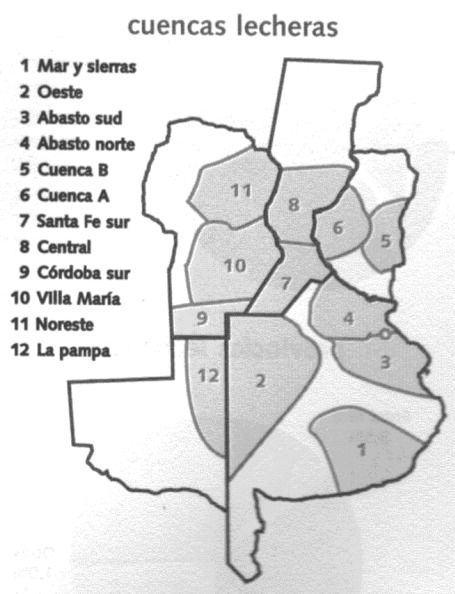 cuencas lecheras
1 Mar y sierras
2 Oeste
3 Abasto sud
4 Abasto norte
5 Cuenca B
6 Cuenca A
7 Santa Fe sur
8 Central
9 Córdoba sur
10 Villa María
11 Noreste
12 La pampa
11
8
6
5
10
7
9
4
3
12
2
1